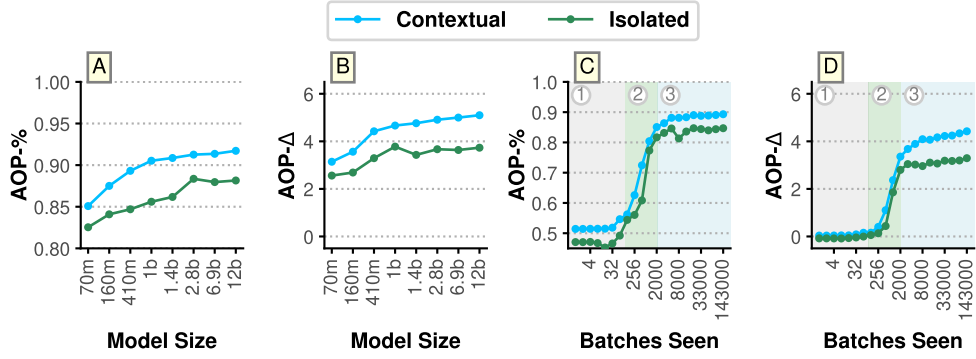 Contextual Isolated
A
AOP-%
1.00
0.95
0.90
0.85
0.80
70m
160m
410m
1b
1.4b
2.8b
6.9b
12b
Model Size
B
AOP-Δ
6
4
2
0
70m
160m
410m
1b
1.4b
2.8b
6.9b
12b
Model Size
C
1 2 3
AOP-%
1.0
0.9
0.8
0.7
0.6
0.5
4
32
256
2000
8000
33000
143000
Batches Seen
D
1 2 3
AOP-Δ
6
4
2
0
4
32
256
2000
8000
33000
143000
Batches Seen